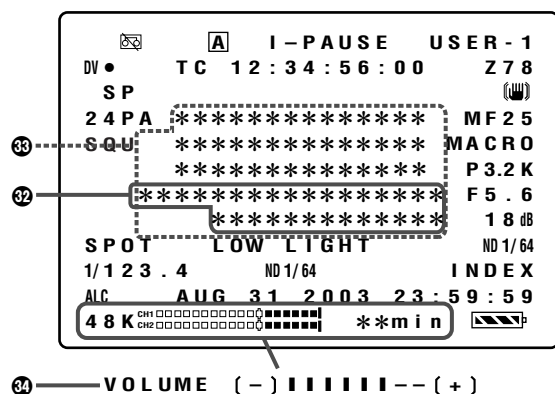 A I-PAUSE USER-1
DV ● TC 12:34:56:00 Z78
SP
24PA ************** MF25
33 SQU ************** MACRO
************** P3.2K
32 ***************** F5.6
************* 18dB
SPOT LOW LIGHT ND1/64
1/123.4 ND1/64 INDEX
ALC AUG 31 2003 23:59:59
48K CH1 CH2 **min
34 VOLUME (-) ▮▮▮▮▮▮-- (+)